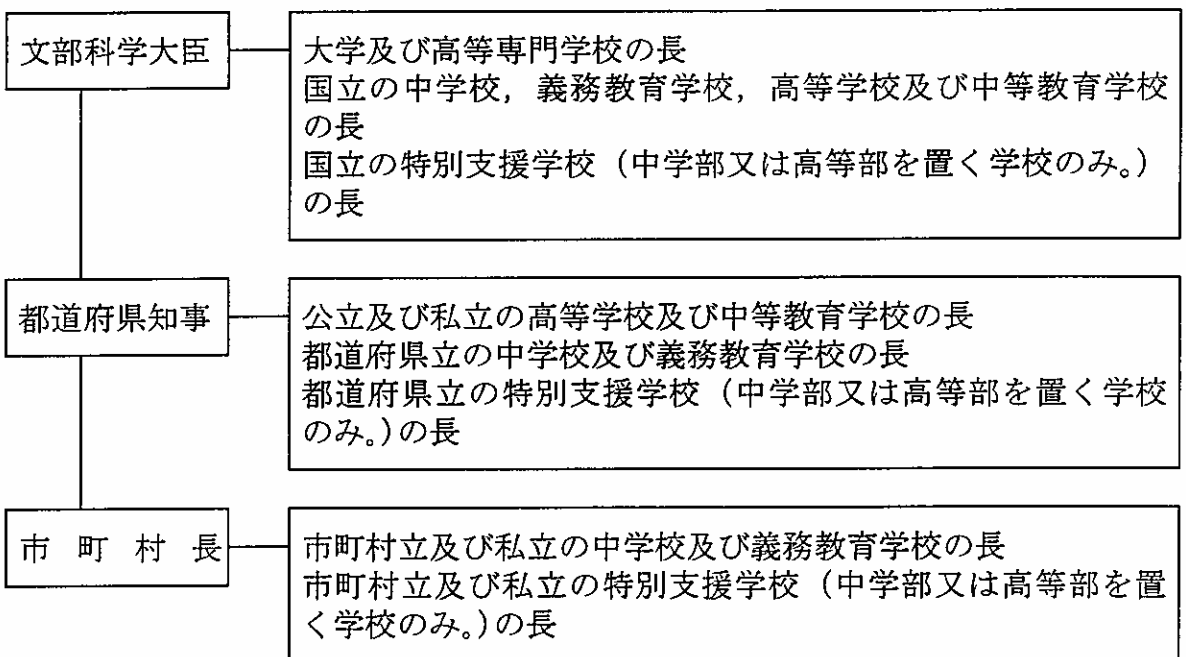 文部科学大臣
大学及び高等専門学校の長
国立の中学校，義務教育学校，高等学校及び中等教育学校
の長
国立の特別支援学校（中学部又は高等部を置く学校のみ。）
の長
都道府県知事
公立及び私立の高等学校及び中等教育学校の長
都道府県立の中学校及び義務教育学校の長
都道府県立の特別支援学校（中学部又は高等部を置く学校
のみ。）の長
市町村長
市町村立及び私立の中学校及び義務教育学校の長
市町村立及び私立の特別支援学校（中学部又は高等部を置
く学校のみ。）の長